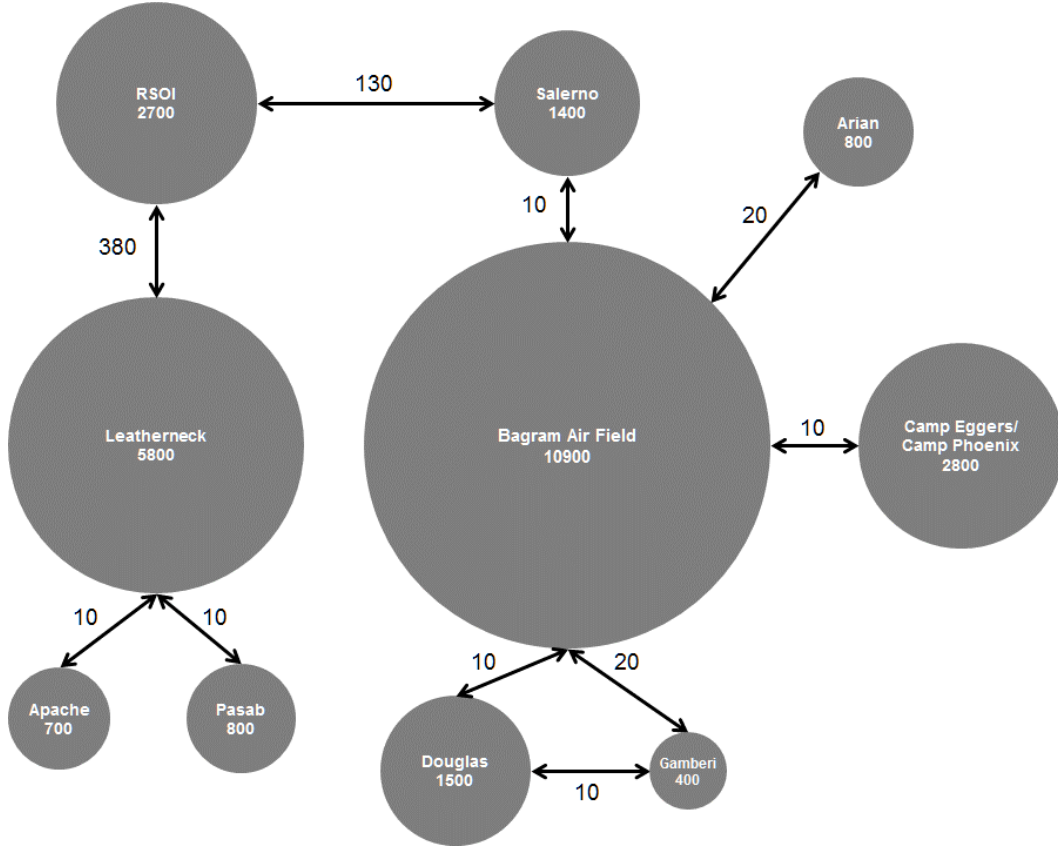 RSOI
2700
130
Salerno
1400
Arian
800
10
20
380
Leatherneck
5800
Bagram Air Field
10900
10
Camp Eggers/
Camp Phoenix
2800
10
10
10
20
Apache
700
Pasab
800
Douglas
1500
10
Gamberi
400